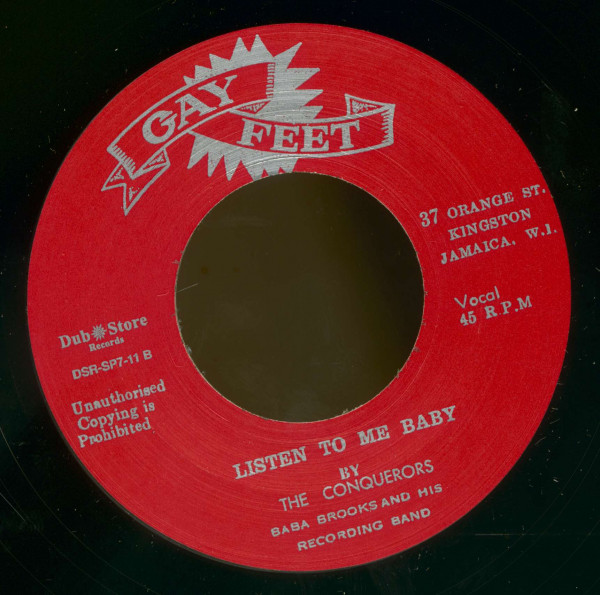 GAY
FEET
37 ORANGE ST.
KINGSTON
JAMAICA, W.I.
Vocal
45 R.P.M
Dub Store
Records
DSR-SP7-11 B
Unauthorised
Copying is
Prohibited
LISTEN TO ME BABY
BY
THE CONQUERORS
BABA BROOKS AND HIS
RECORDING BAND